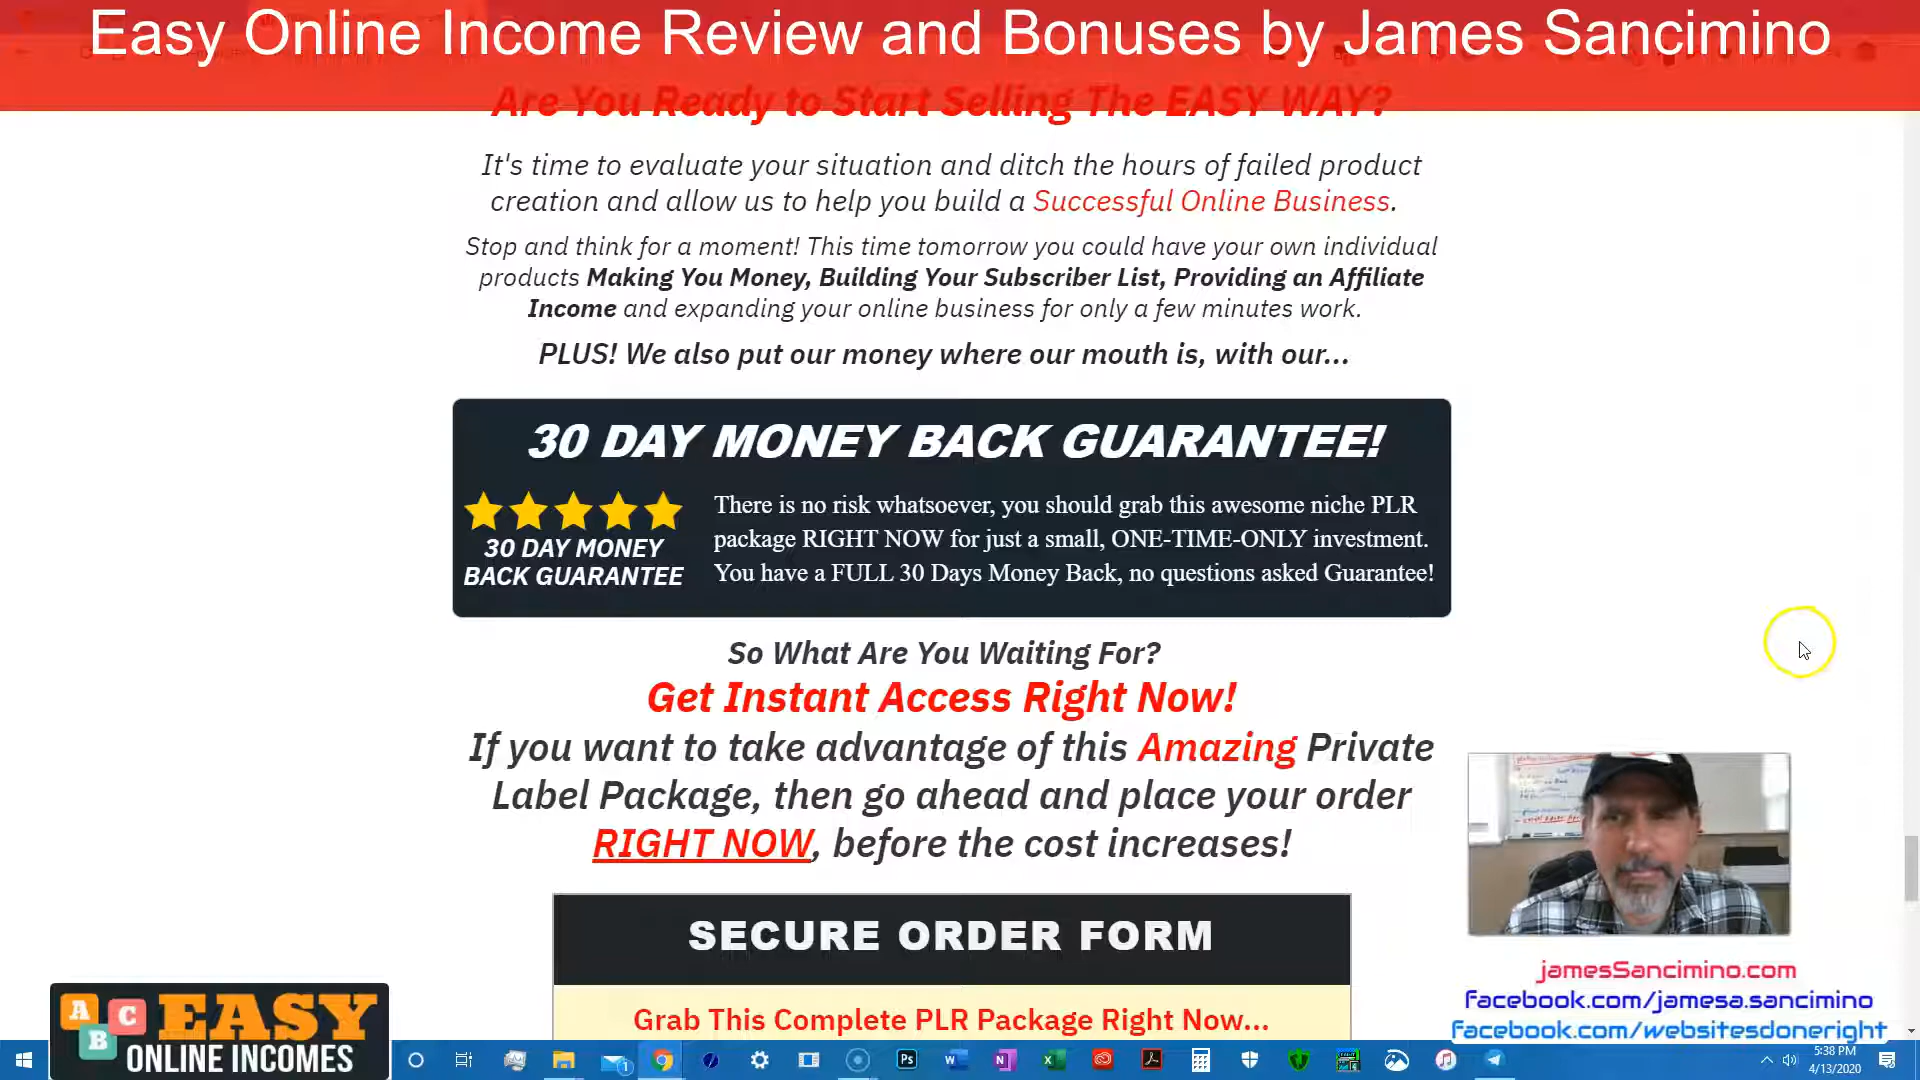 Easy Online Income Review and Bonuses by James Sancimino
Are You Ready to Start Selling The EASY WAY?
It's time to evaluate your situation and ditch the hours of failed product
creation and allow us to help you build a Successful Online Business.
Stop and think for a moment! This time tomorrow you could have your own individual
products Making You Money, Building Your Subscriber List, Providing an Affiliate
Income and expanding your online business for only a few minutes work.
PLUS! We also put our money where our mouth is, with our...
30 DAY MONEY BACK GUARANTEE!
30 DAY MONEY
BACK GUARANTEE
There is no risk whatsoever, you should grab this awesome niche PLR
package RIGHT NOW for just a small, ONE-TIME-ONLY investment.
You have a FULL 30 Days Money Back, no questions asked Guarantee!
So What Are You Waiting For?
Get Instant Access Right Now!
If you want to take advantage of this Amazing Private
Label Package, then go ahead and place your order
RIGHT NOW, before the cost increases!
SECURE ORDER FORM
Grab This Complete PLR Package Right Now...
jamesSancimino.com
facebook.com/jamesa.sancimino
facebook.com/websitesdoneright
A B C EASY
ONLINE INCOMES
1
Ps
5:38 PM
4/13/2020